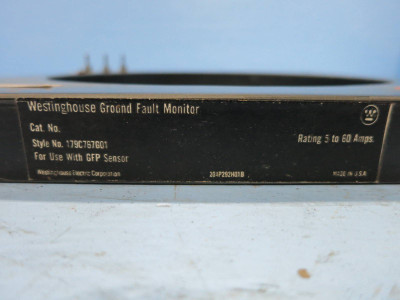 Westinghouse Ground Fault Monitor
Cat. No.
Style No. 179C767G01
Rating 5 to 60 Amps.
For Use With GFP Sensor
Westinghouse Electric Corporation
MADE IN U.S.A.